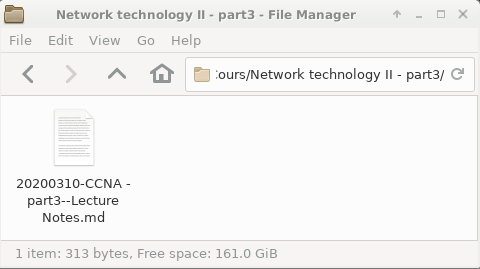 Network technology II - part3 - File Manager
File Edit View Go Help
:ours/Network technology II - part3/
20200310-CCNA -
part3--Lecture
Notes.md
1 item: 313 bytes, Free space: 161.0 GiB